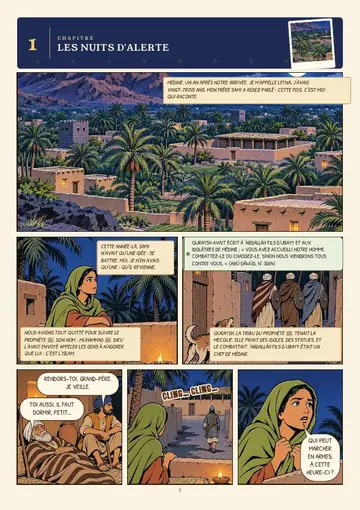 1
CHAPITRE
LES NUITS D'ALERTE
MÉDINE, UN AN APRÈS NOTRE ARRIVÉE. JE M'APPELLE LEYNA. J'AVAIS
VINGT-TROIS ANS. MON FRÈRE SAMI A ASSEZ PARLÉ : CETTE FOIS, C'EST MOI
QUI RACONTE.
CETTE ANNÉE-LÀ, SAMI
N'AVAIT QU'UNE IDÉE : SE
BATTRE. MOI, JE N'EN AVAIS
QU'UNE : QU'IL REVIENNE.
NOUS AVIONS TOUT QUITTÉ POUR SUIVRE LE
PROPHÈTE ﷺ. SON NOM : MUHAMMAD ﷺ. DIEU
L'AVAIT ENVOYÉ APPELER LES GENS À N'ADORER
QUE LUI : C'EST L'ISLAM.
QURAYSH AVAIT ÉCRIT À 'ABDALLÂH FILS D'UBAYY ET AUX
IDOLÂTRES DE MÉDINE : « VOUS AVEZ ACCUEILLI NOTRE HOMME.
COMBATTEZ-LE OU CHASSEZ-LE, SINON NOUS VIENDRONS TOUS
CONTRE VOUS. » (ABÛ DÂWÛD, N° 3004)
QURAYSH, LA TRIBU DU PROPHÈTE ﷺ, TENAIT LA
MECQUE. ELLE PRIAIT DES IDOLES, DES STATUES, ET
LE COMBATTAIT. 'ABDALLÂH FILS D'UBAYY ÉTAIT UN
CHEF DE MÉDINE.
RENDORS-TOI, GRAND-PÈRE.
JE VEILLE.
TOI AUSSI, IL FAUT
DORMIR, PETIT...
CLING... CLING...
QUI PEUT
MARCHER
EN ARMES,
À CETTE
HEURE-CI ?